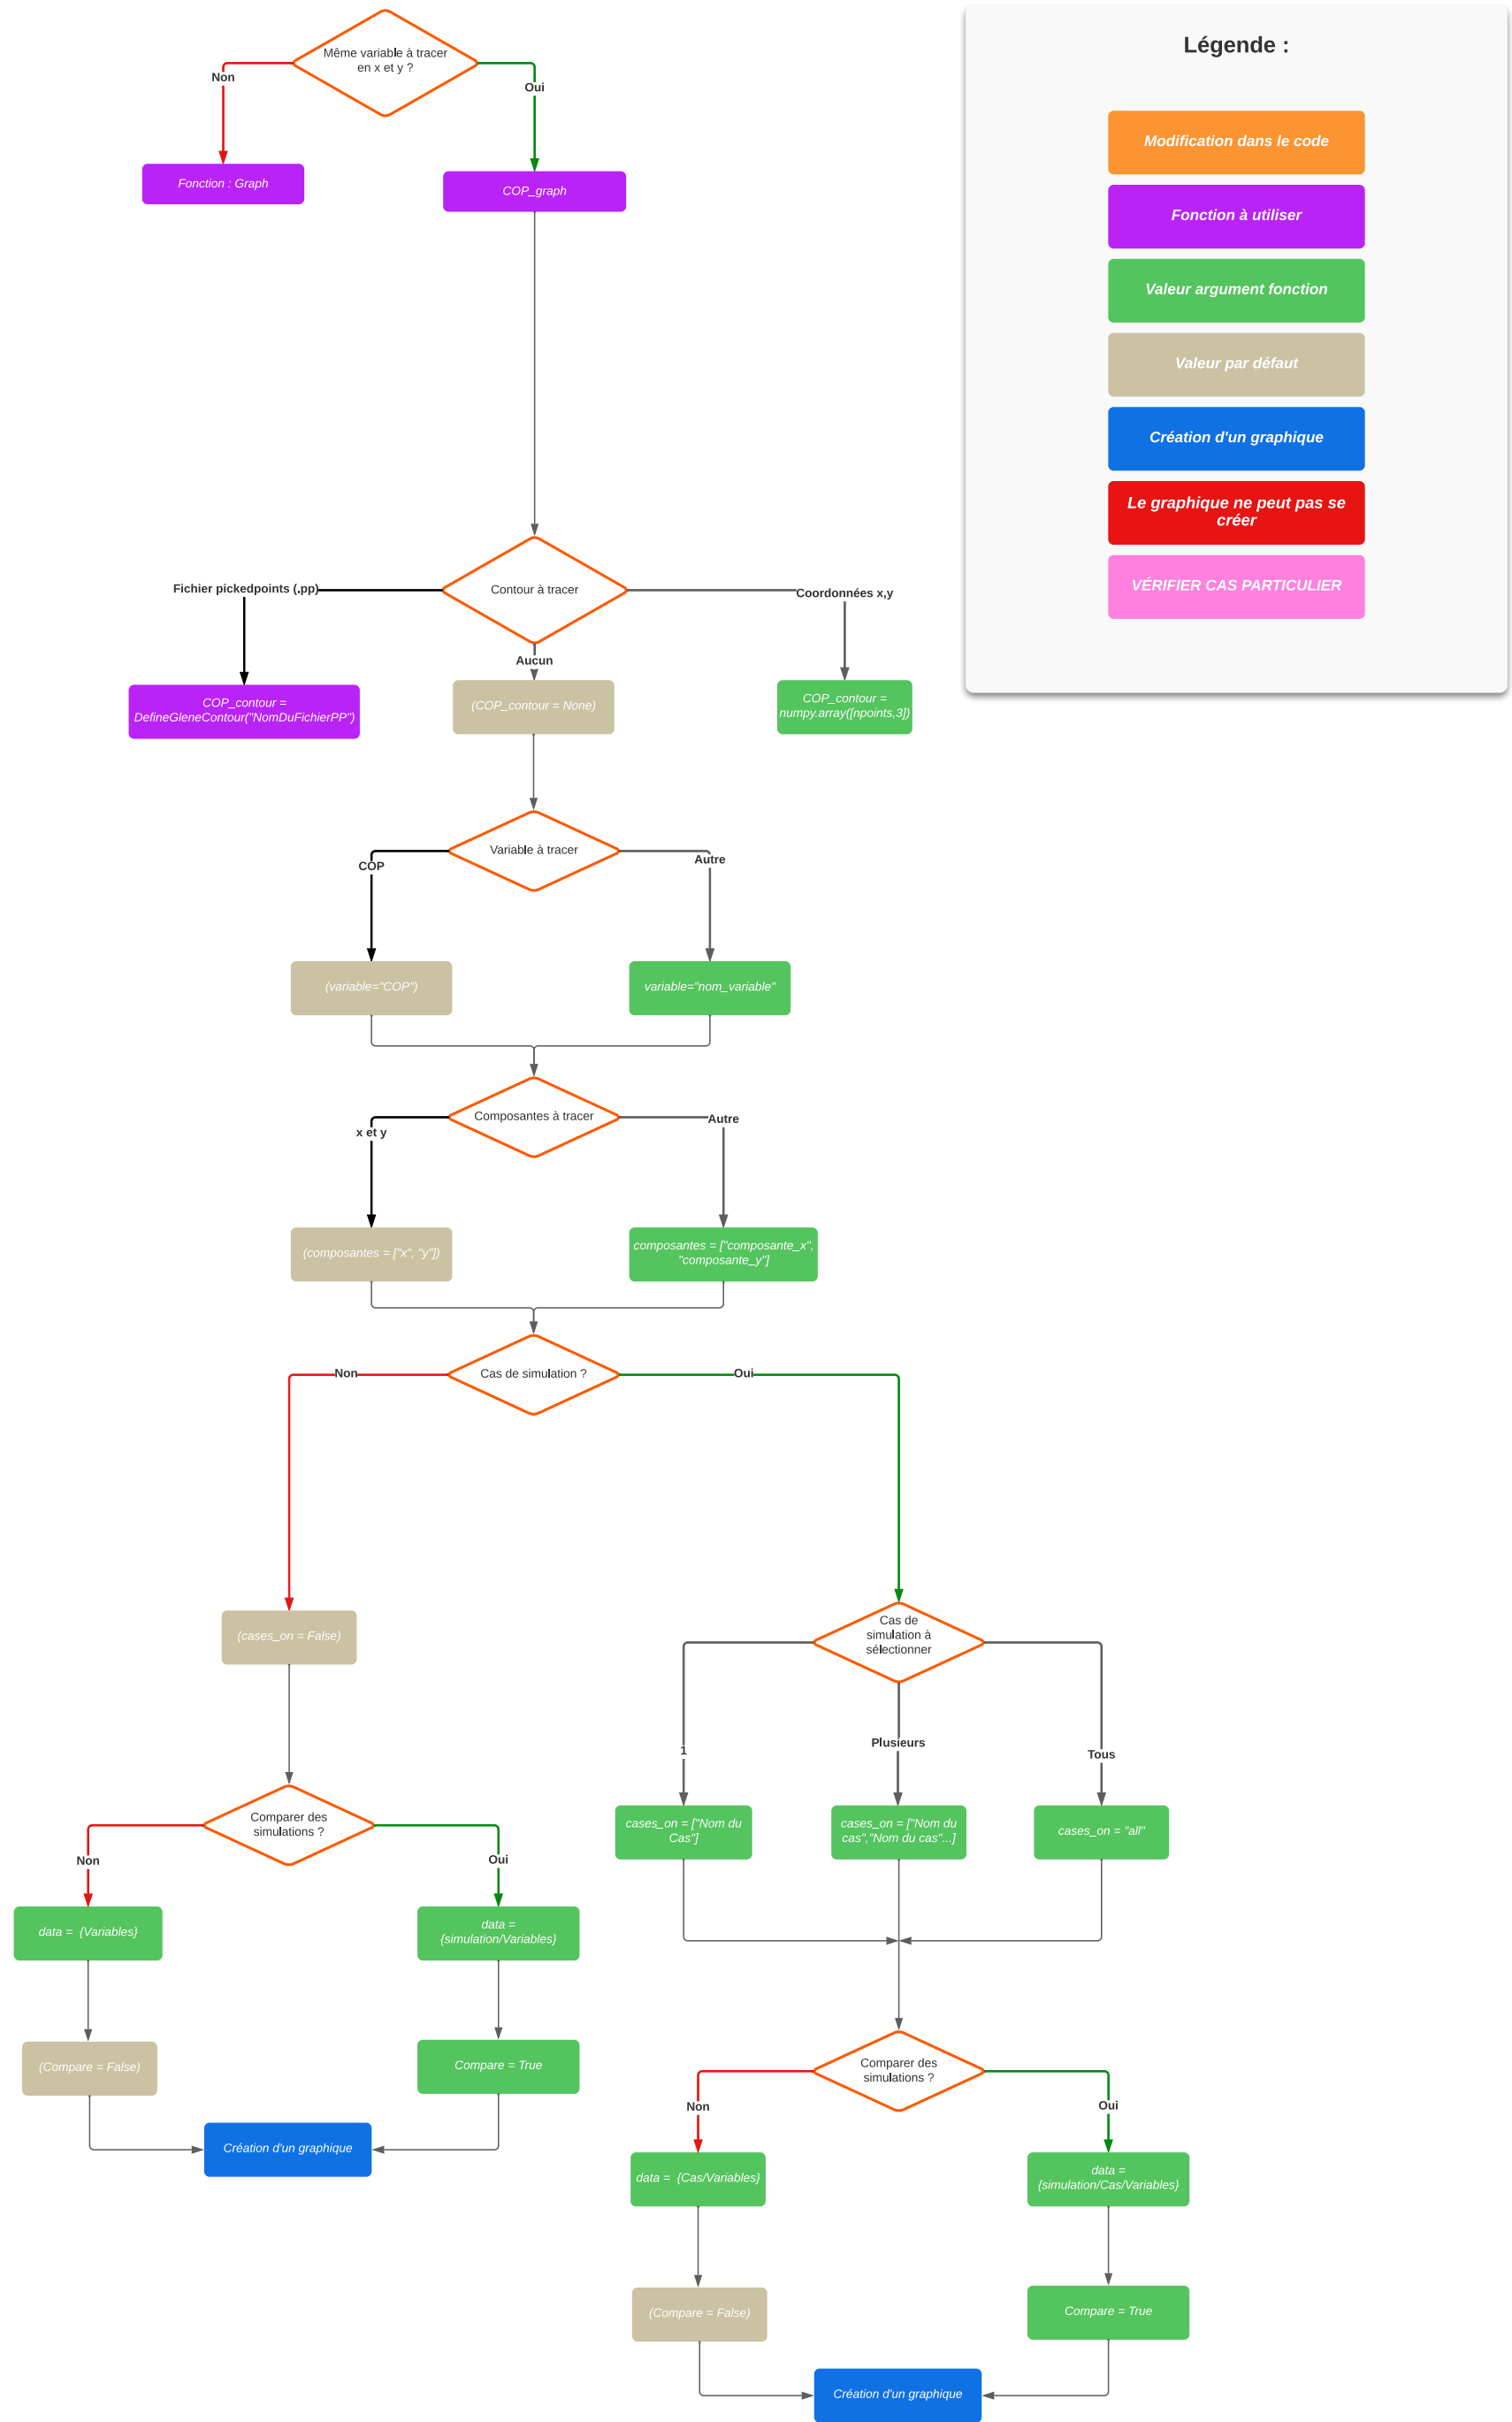 Même variable à tracer
en x et y ?
Non
Oui
Fonction : Graph
COP_graph
Légende :
Modification dans le code
Fonction à utiliser
Valeur argument fonction
Valeur par défaut
Création d'un graphique
Le graphique ne peut pas se
créer
VÉRIFIER CAS PARTICULIER
Contour à tracer
Fichier pickedpoints (.pp)
Aucun
Coordonnées x,y
COP_contour =
DefineGleneContour("NomDuFichierPP")
(COP_contour = None)
COP_contour =
numpy.array([npoints,3])
Variable à tracer
COP
Autre
(variable="COP")
variable="nom_variable"
Composantes à tracer
x et y
Autre
(composantes = ["x", "y"])
composantes = ["composante_x",
"composante_y"]
Cas de simulation ?
Non
Oui
(cases_on = False)
Cas de
simulation à
sélectionner
1
Plusieurs
Tous
cases_on = ["Nom du
Cas"]
cases_on = ["Nom du
cas","Nom du cas"...]
cases_on = "all"
Comparer des
simulations ?
Non
Oui
data =  {Variables}
data =
{simulation/Variables}
(Compare = False)
Compare = True
Création d'un graphique
Comparer des
simulations ?
Non
Oui
data =  {Cas/Variables}
data =
{simulation/Cas/Variables}
(Compare = False)
Compare = True
Création d'un graphique